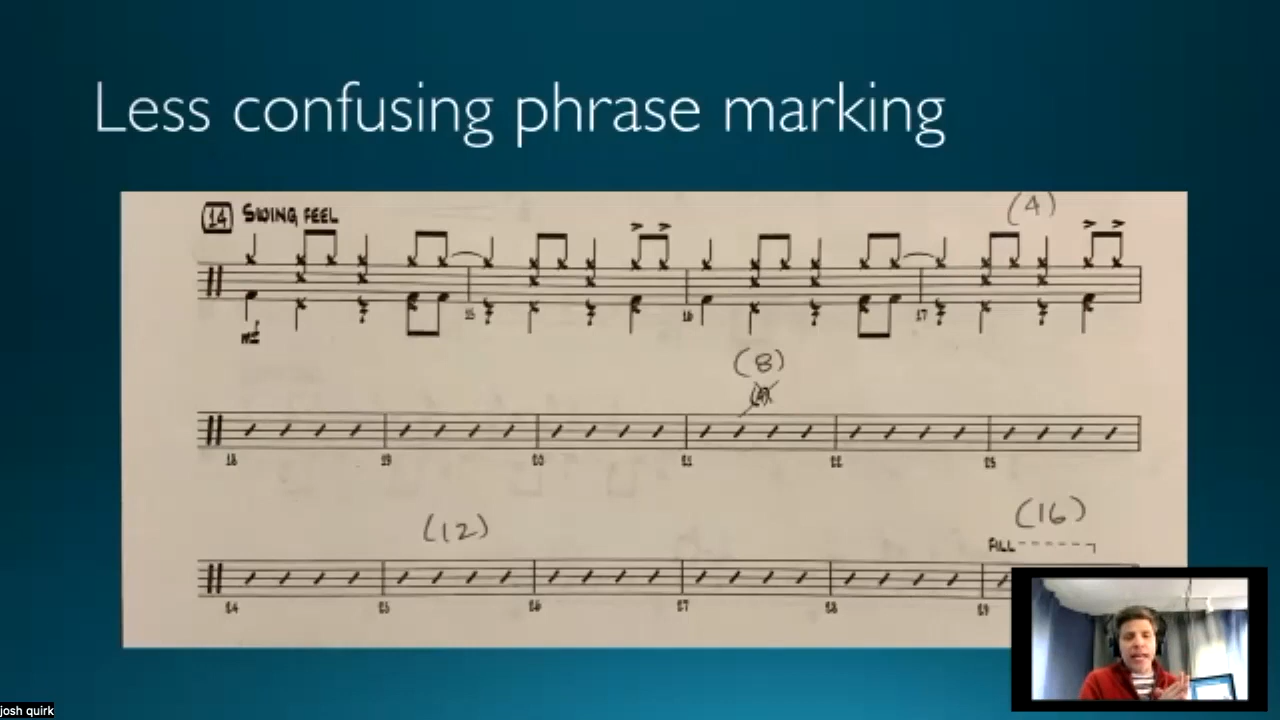 Less confusing phrase marking
14 SWING FEEL
(4)
mf
15 16 17
(8)
(4)
18 19 20 21 22 23
(12)
(16)
FILL
24 25 26 27 28 29
josh quirk